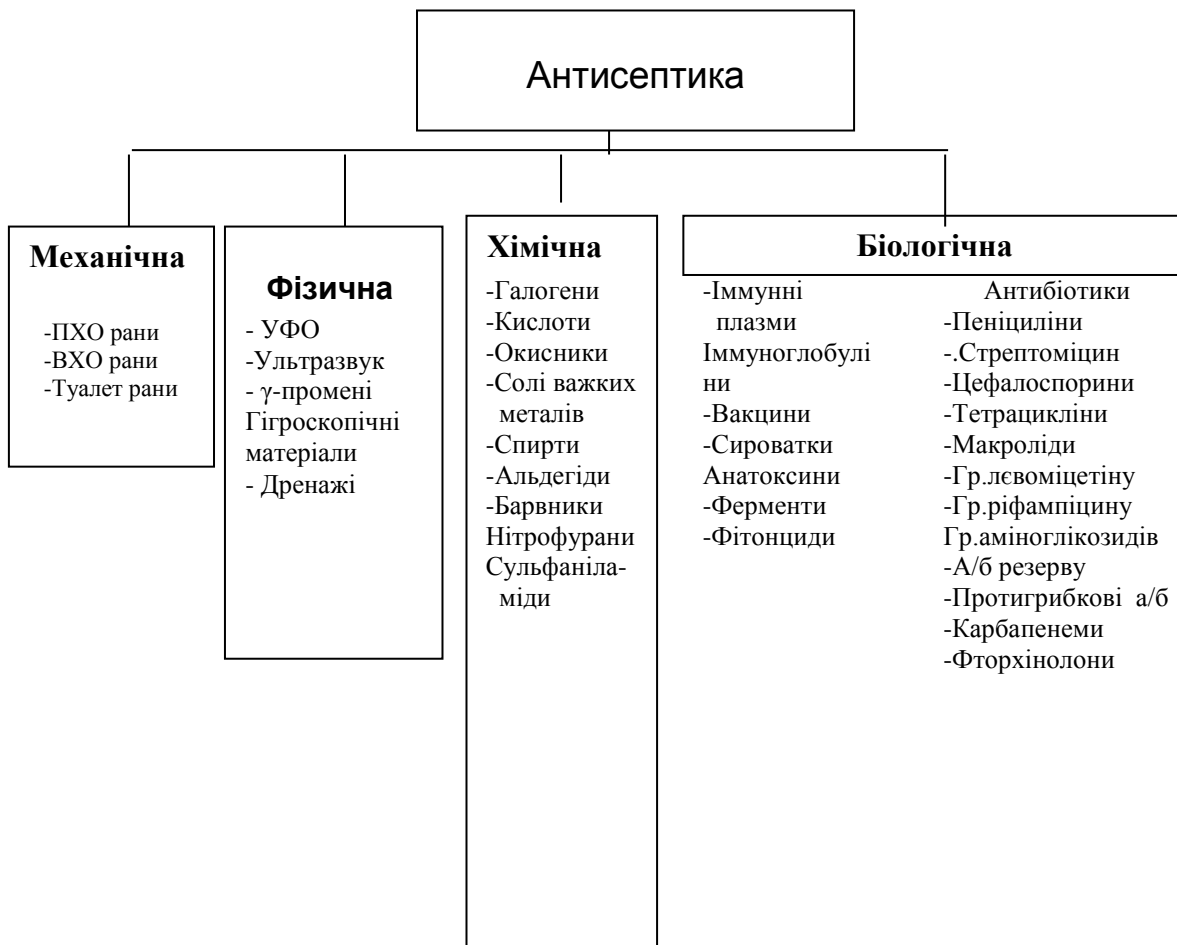 Антисептика
Механічна
-ПХО рани
-ВХО рани
-Туалет рани
Фізична
- УФО
-Ультразвук
- γ-промені
Гігроскопічні
матеріали
- Дренажі
Хімічна
-Галогени
-Кислоти
-Окисники
-Солі важких
металів
-Спирти
-Альдегіди
-Барвники
Нітрофурани
Сульфаніла-
міди
Біологічна
-Іммунні
плазми
Іммуноглобулі
ни
-Вакцини
-Сироватки
Анатоксини
-Ферменти
-Фітонциди
Антибіотики
-Пеніциліни
-.Стрептоміцин
-Цефалоспорини
-Тетрацикліни
-Макроліди
-Гр.лєвоміцетіну
-Гр.ріфампіцину
Гр.аміноглікозидів
-А/б резерву
-Протигрибкові а/б
-Карбапенеми
-Фторхінолони